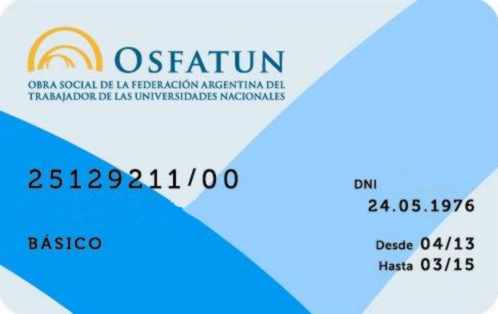 OSFATUN
OBRA SOCIAL DE LA FEDERACIÓN ARGENTINA DEL
TRABAJADOR DE LAS UNIVERSIDADES NACIONALES
25129211/00
DNI
24.05.1976
BÁSICO
Desde 04/13
Hasta 03/15